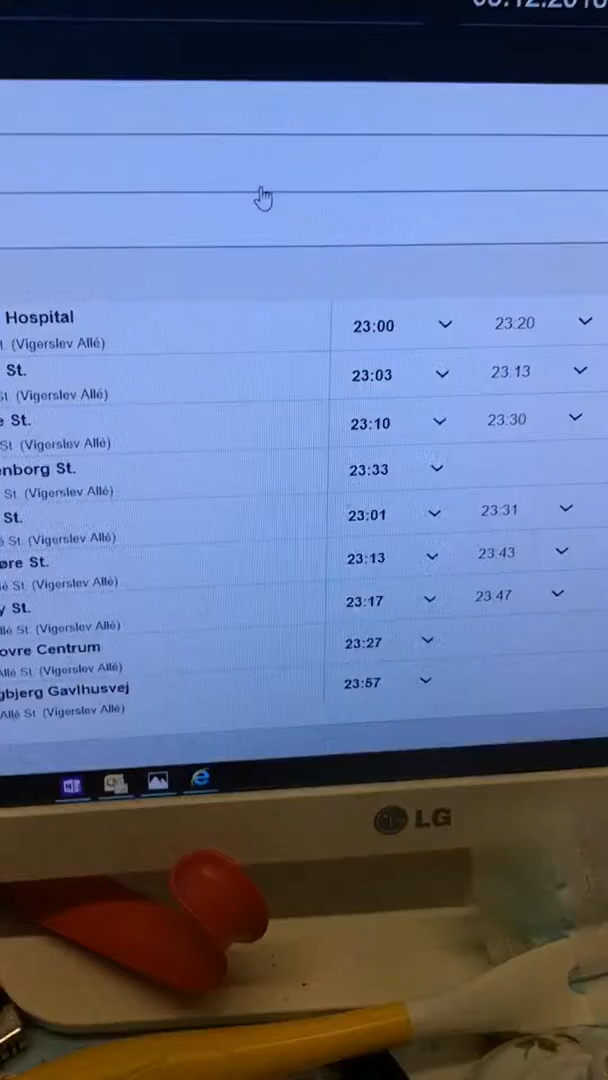 Hospital 23:00 23:20
(Vigerslev Allé)
St. 23:03 23:13
St. (Vigerslev Allé)
St. 23:10 23:30
St. (Vigerslev Allé)
enborg St. 23:33
St. (Vigerslev Allé)
St. 23:01 23:31
St. (Vigerslev Allé)
øre St. 23:13 23:43
St. (Vigerslev Allé)
y St. 23:17 23:47
St. (Vigerslev Allé)
ovre Centrum 23:27
Allé St. (Vigerslev Allé)
gbjerg Gavlhusvej 23:57
Allé St. (Vigerslev Allé)
LG